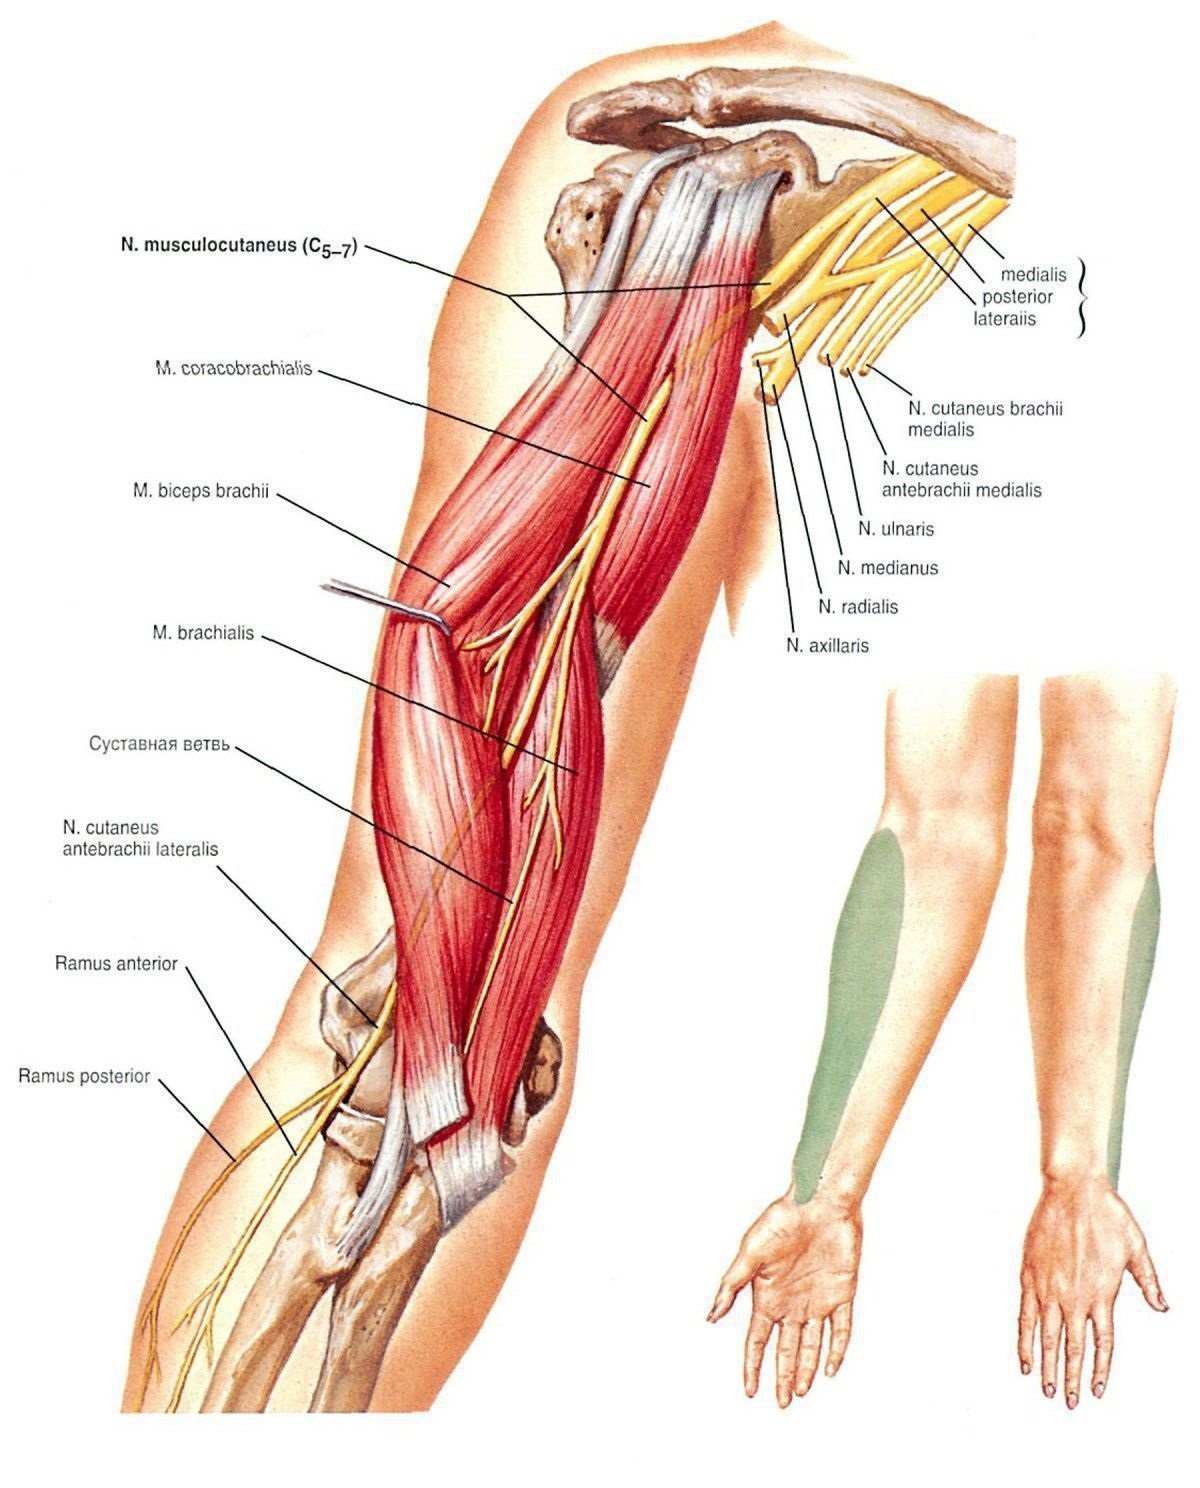 N. musculocutaneus (C5–7)
M. coracobrachialis
M. biceps brachii
M. brachialis
Суставная ветвь
N. cutaneus
antebrachii lateralis
Ramus anterior
Ramus posterior
medialis
posterior
lateraiis
N. cutaneus brachii
medialis
N. cutaneus
antebrachii medialis
N. ulnaris
N. medianus
N. radialis
N. axillaris